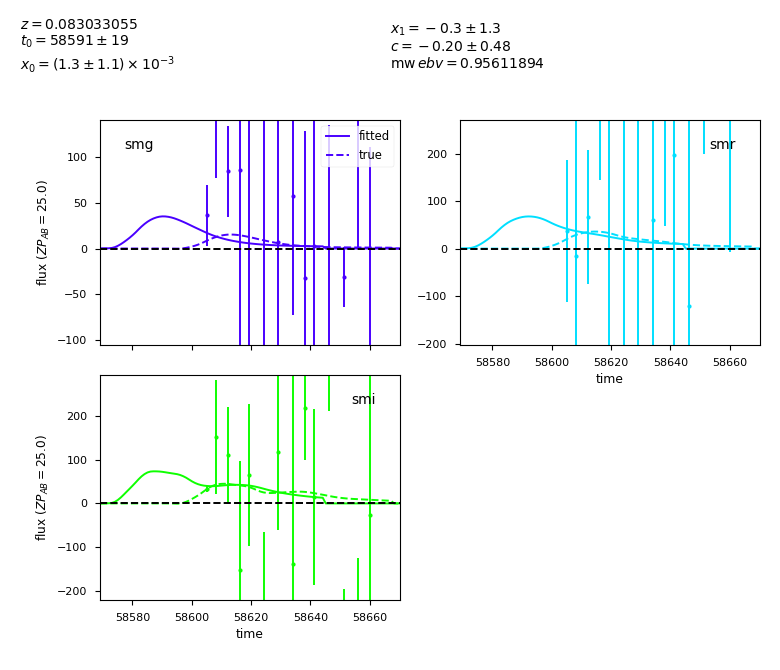 z = 0.083033055
t₀ = 58591 ± 19
x₀ = (1.3 ± 1.1) × 10⁻³
x₁ = −0.3 ± 1.3
c = −0.20 ± 0.48
mw ebv = 0.95611894
smg
fitted
true
100
50
0
−50
−100
flux (ZP_AB = 25.0)
smr
200
100
0
−100
−200
58580 58600 58620 58640 58660
time
smi
200
100
0
−100
−200
flux (ZP_AB = 25.0)
58580 58600 58620 58640 58660
time